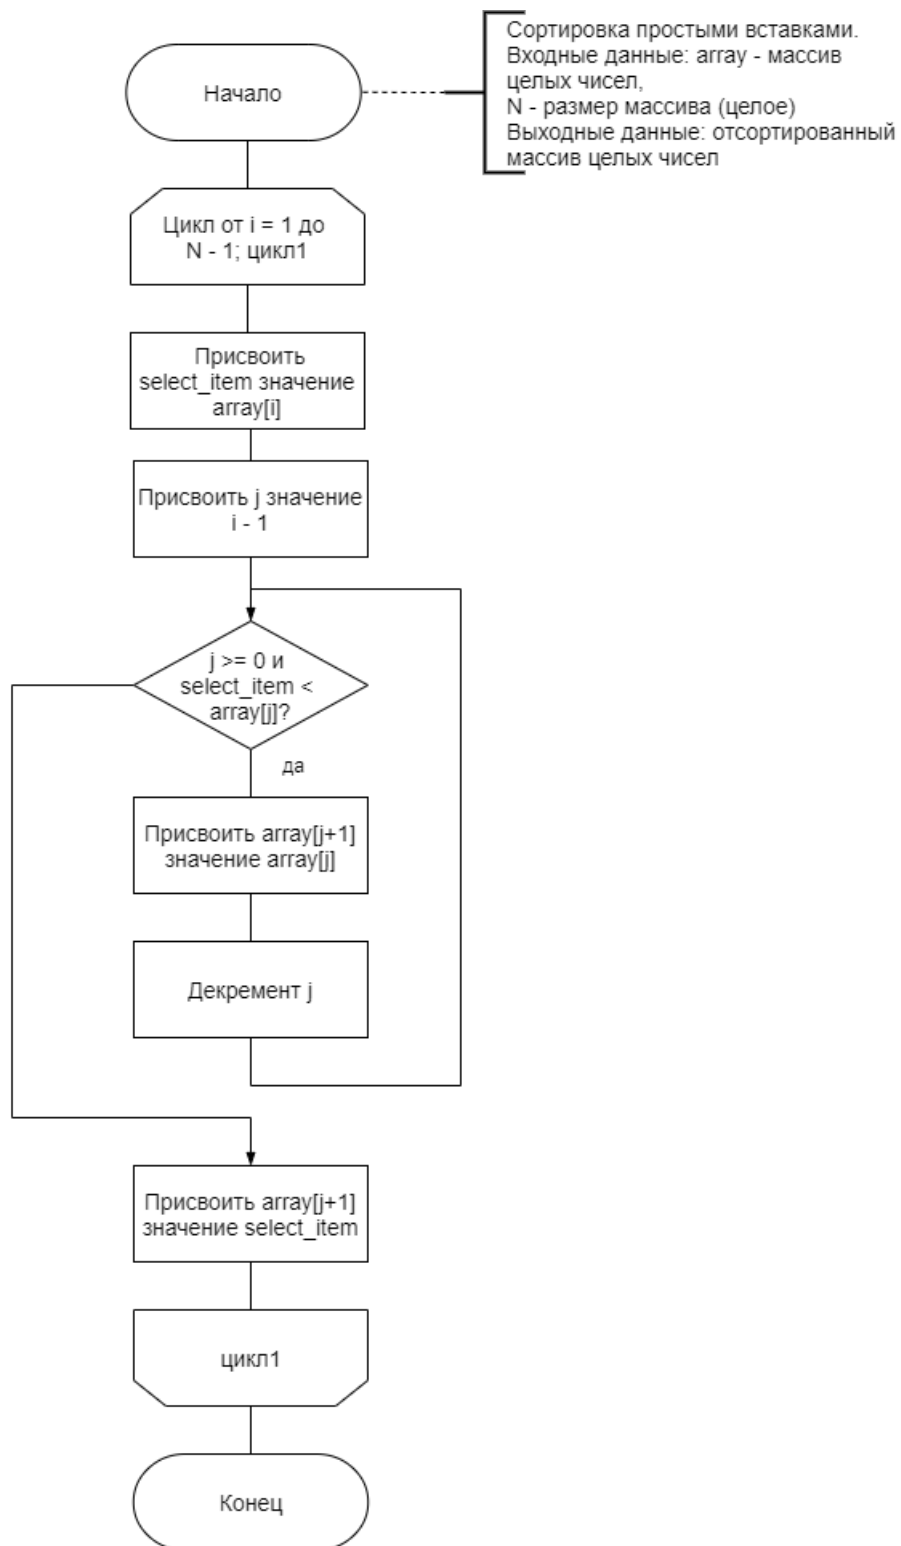 Сортировка простыми вставками.
Входные данные: array - массив
целых чисел,
N - размер массива (целое)
Выходные данные: отсортированный
массив целых чисел
Начало
Цикл от i = 1 до
N - 1; цикл1
Присвоить
select_item значение
array[i]
Присвоить j значение
i - 1
j >= 0 и
select_item <
array[j]?
да
Присвоить array[j+1]
значение array[j]
Декремент j
Присвоить array[j+1]
значение select_item
цикл1
Конец